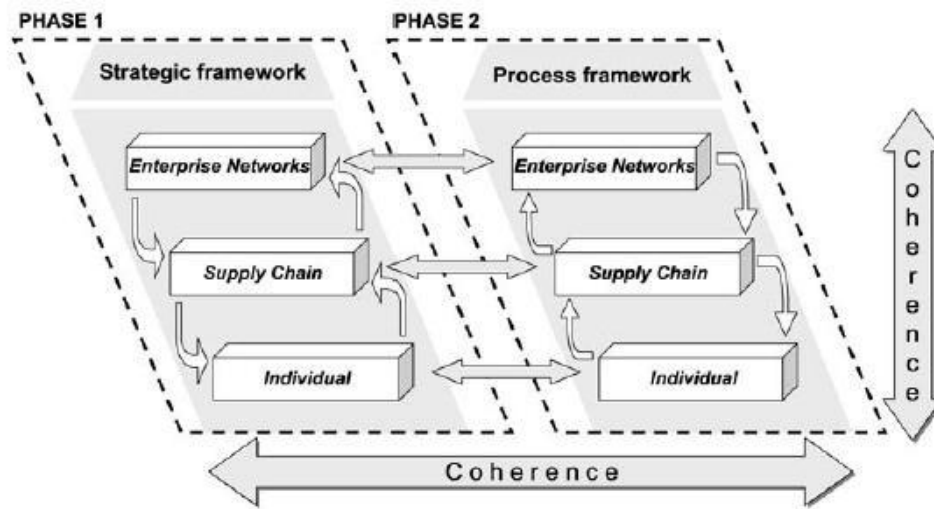 PHASE 1
PHASE 2
Strategic framework
Process framework
Enterprise Networks
Enterprise Networks
Supply Chain
Supply Chain
Individual
Individual
Coherence
Coherence